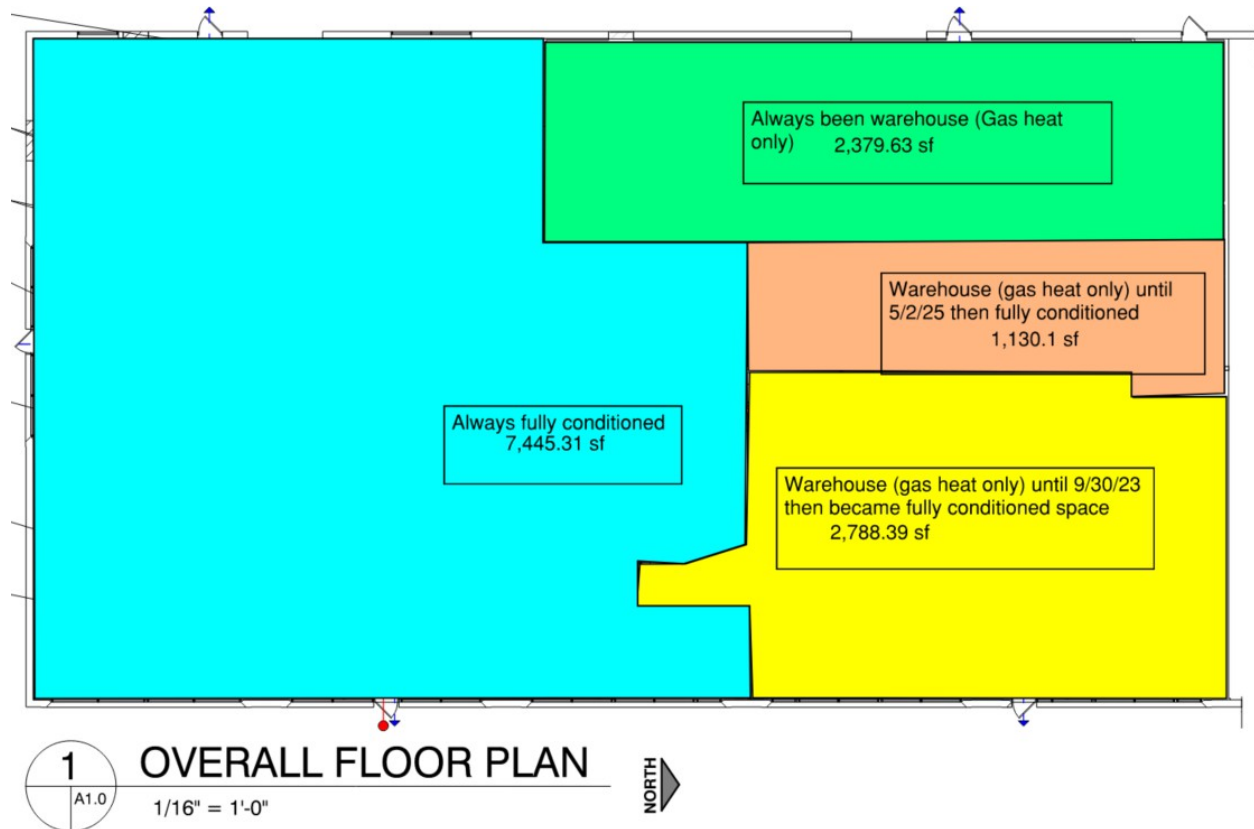 Always been warehouse (Gas heat
only) 2,379.63 sf
Warehouse (gas heat only) until
5/2/25 then fully conditioned
1,130.1 sf
Always fully conditioned
7,445.31 sf
Warehouse (gas heat only) until 9/30/23
then became fully conditioned space
2,788.39 sf
1
A1.0
OVERALL FLOOR PLAN
1/16" = 1'-0"
NORTH